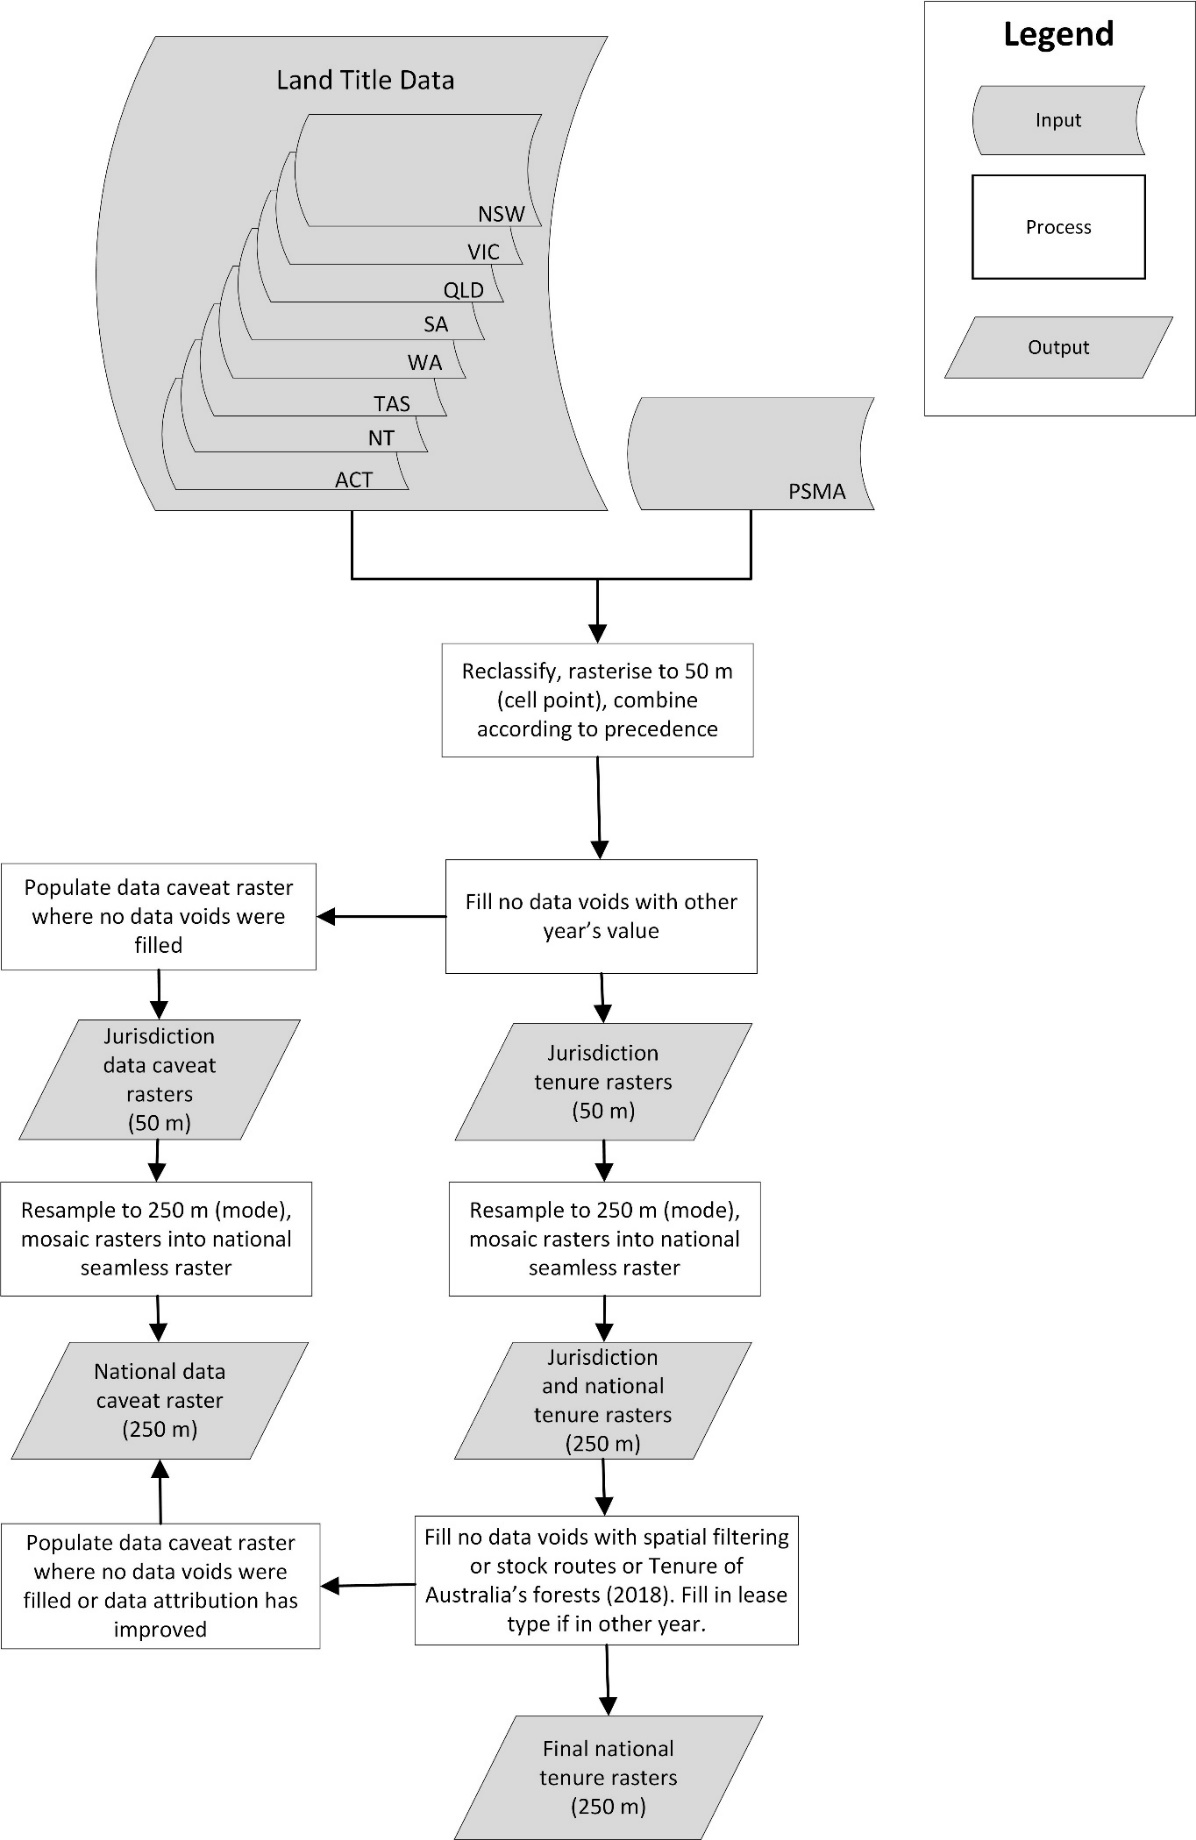 Legend
Input
Process
Output
Land Title Data
NSW
VIC
QLD
SA
WA
TAS
NT
ACT
PSMA
Reclassify, rasterise to 50 m
(cell point), combine
according to precedence
Fill no data voids with other
year’s value
Populate data caveat raster
where no data voids were
filled
Jurisdiction
data caveat
rasters
(50 m)
Jurisdiction
tenure rasters
(50 m)
Resample to 250 m (mode),
mosaic rasters into national
seamless raster
Resample to 250 m (mode),
mosaic rasters into national
seamless raster
National data
caveat raster
(250 m)
Jurisdiction
and national
tenure rasters
(250 m)
Populate data caveat raster
where no data voids were
filled or data attribution has
improved
Fill no data voids with spatial filtering
or stock routes or Tenure of
Australia’s forests (2018). Fill in lease
type if in other year.
Final national
tenure rasters
(250 m)